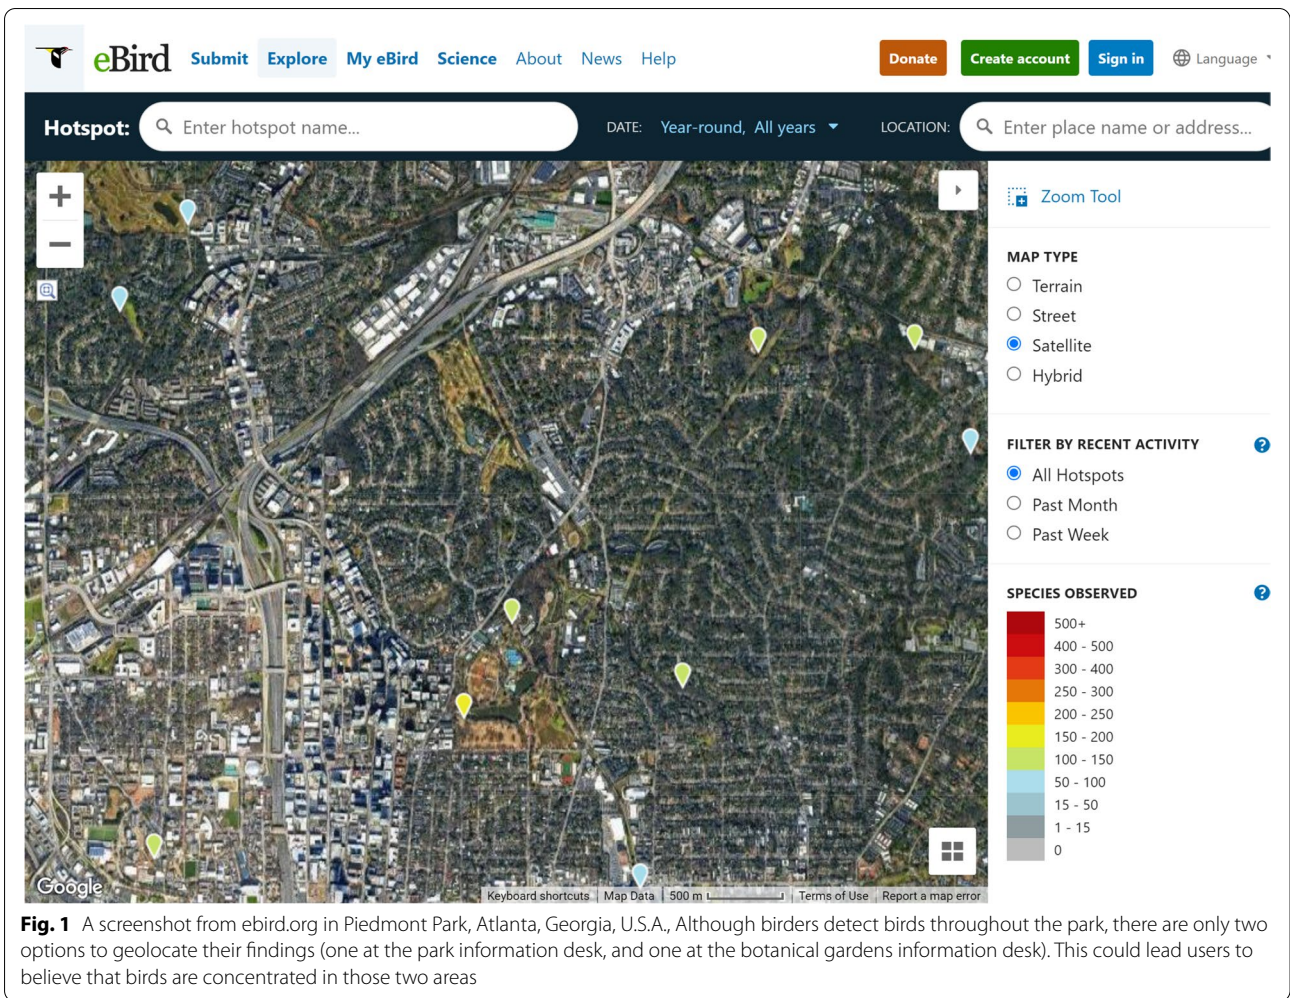 eBird Submit Explore My eBird Science About News Help Donate Create account Sign in Language
Hotspot: Enter hotspot name... DATE: Year-round, All years LOCATION: Enter place name or address...
Zoom Tool
MAP TYPE
Terrain
Street
Satellite
Hybrid
FILTER BY RECENT ACTIVITY ?
All Hotspots
Past Month
Past Week
SPECIES OBSERVED ?
500+
400 - 500
300 - 400
250 - 300
200 - 250
150 - 200
100 - 150
50 - 100
15 - 50
1 - 15
0
Google
Keyboard shortcuts Map Data 500 m Terms of Use Report a map error
Fig. 1 A screenshot from ebird.org in Piedmont Park, Atlanta, Georgia, U.S.A., Although birders detect birds throughout the park, there are only two
options to geolocate their findings (one at the park information desk, and one at the botanical gardens information desk). This could lead users to
believe that birds are concentrated in those two areas